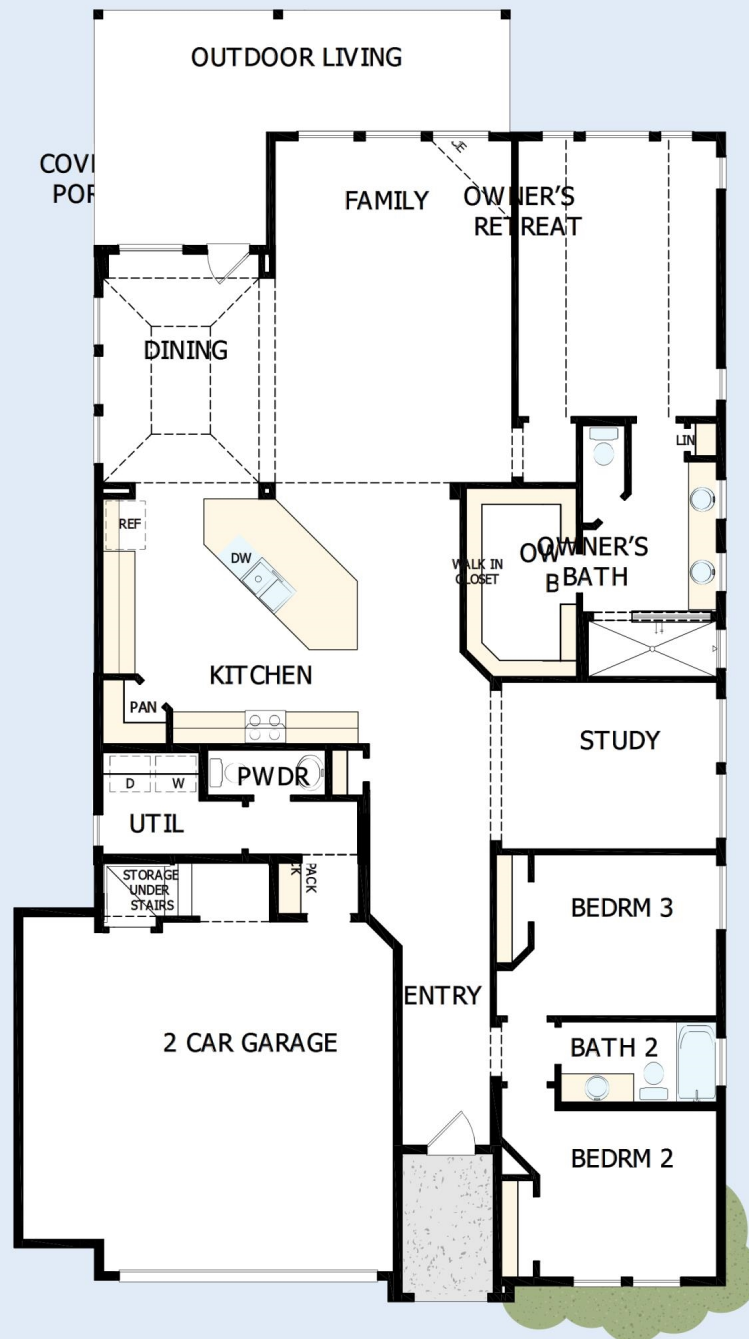 OUTDOOR LIVING
COV
POR
FAMILY
OWNER'S
RETREAT
DINING
LIN
REF
DW
WALK IN
CLOSET
OW
B
OWNER'S
BATH
KITCHEN
PAN
STUDY
PWDR
D
W
UTIL
STORAGE
UNDER
STAIRS
PACK
BEDRM 3
ENTRY
2 CAR GARAGE
BATH 2
BEDRM 2